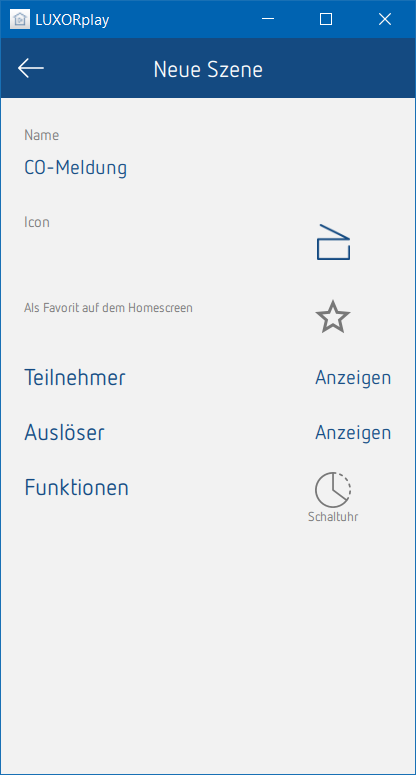 LUXORplay
Neue Szene
Name
CO-Meldung
Icon
Als Favorit auf dem Homescreen
Teilnehmer Anzeigen
Auslöser Anzeigen
Funktionen
Schaltuhr